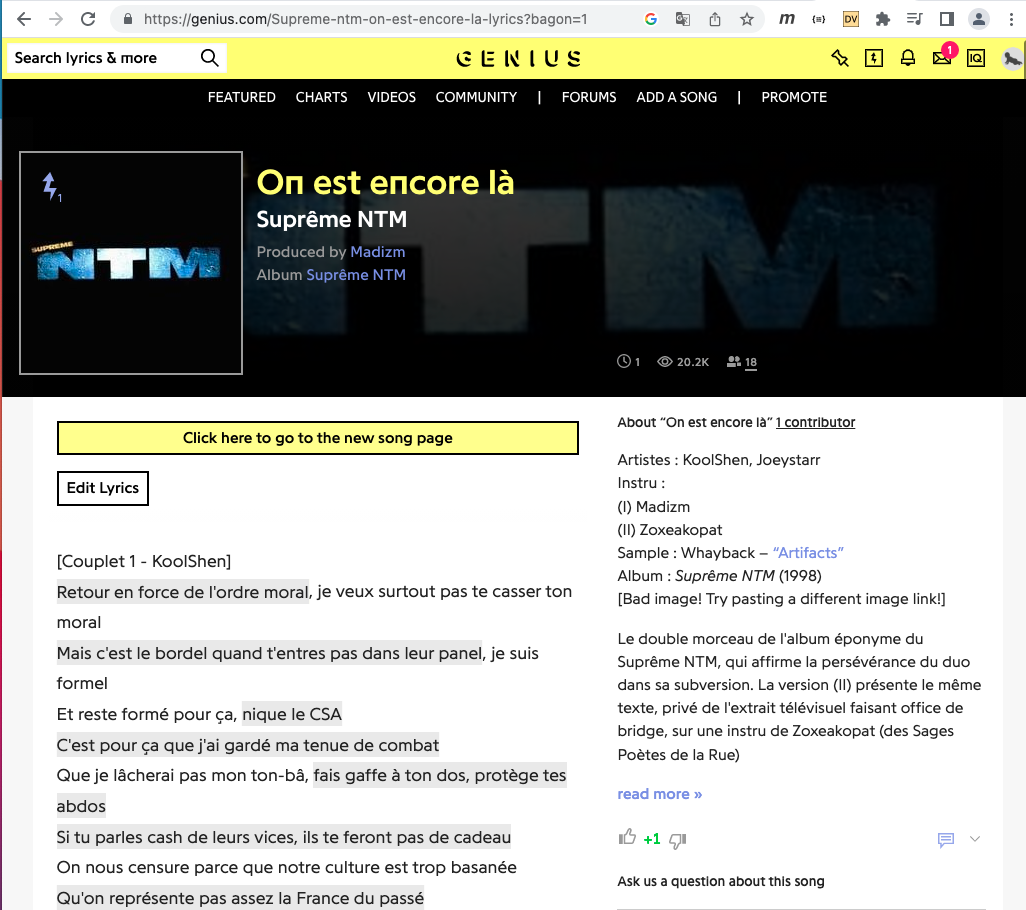 https://genius.com/Supreme-ntm-on-est-encore-la-lyrics?bagon=1
m {=} DV
Search lyrics & more
GENIUS
1
IQ
FEATURED CHARTS VIDEOS COMMUNITY | FORUMS ADD A SONG | PROMOTE
1
SUPREME
NTM
On est encore là
Suprême NTM
Produced by Madizm
Album Suprême NTM
NTM
1 20.2K 18
Click here to go to the new song page
Edit Lyrics
[Couplet 1 - KoolShen]
Retour en force de l'ordre moral, je veux surtout pas te casser ton
moral
Mais c'est le bordel quand t'entres pas dans leur panel, je suis
formel
Et reste formé pour ça, nique le CSA
C'est pour ça que j'ai gardé ma tenue de combat
Que je lâcherai pas mon ton-bâ, fais gaffe à ton dos, protège tes
abdos
Si tu parles cash de leurs vices, ils te feront pas de cadeau
On nous censure parce que notre culture est trop basanée
Qu'on représente pas assez la France du passé
About “On est encore là” 1 contributor
Artistes : KoolShen, Joeystarr
Instru :
(I) Madizm
(II) Zoxeakopat
Sample : Whayback – “Artifacts”
Album : Suprême NTM (1998)
[Bad image! Try pasting a different image link!]
Le double morceau de l'album éponyme du
Suprême NTM, qui affirme la persévérance du duo
dans sa subversion. La version (II) présente le même
texte, privé de l'extrait télévisuel faisant office de
bridge, sur une instru de Zoxeakopat (des Sages
Poètes de la Rue)
read more »
+1
Ask us a question about this song